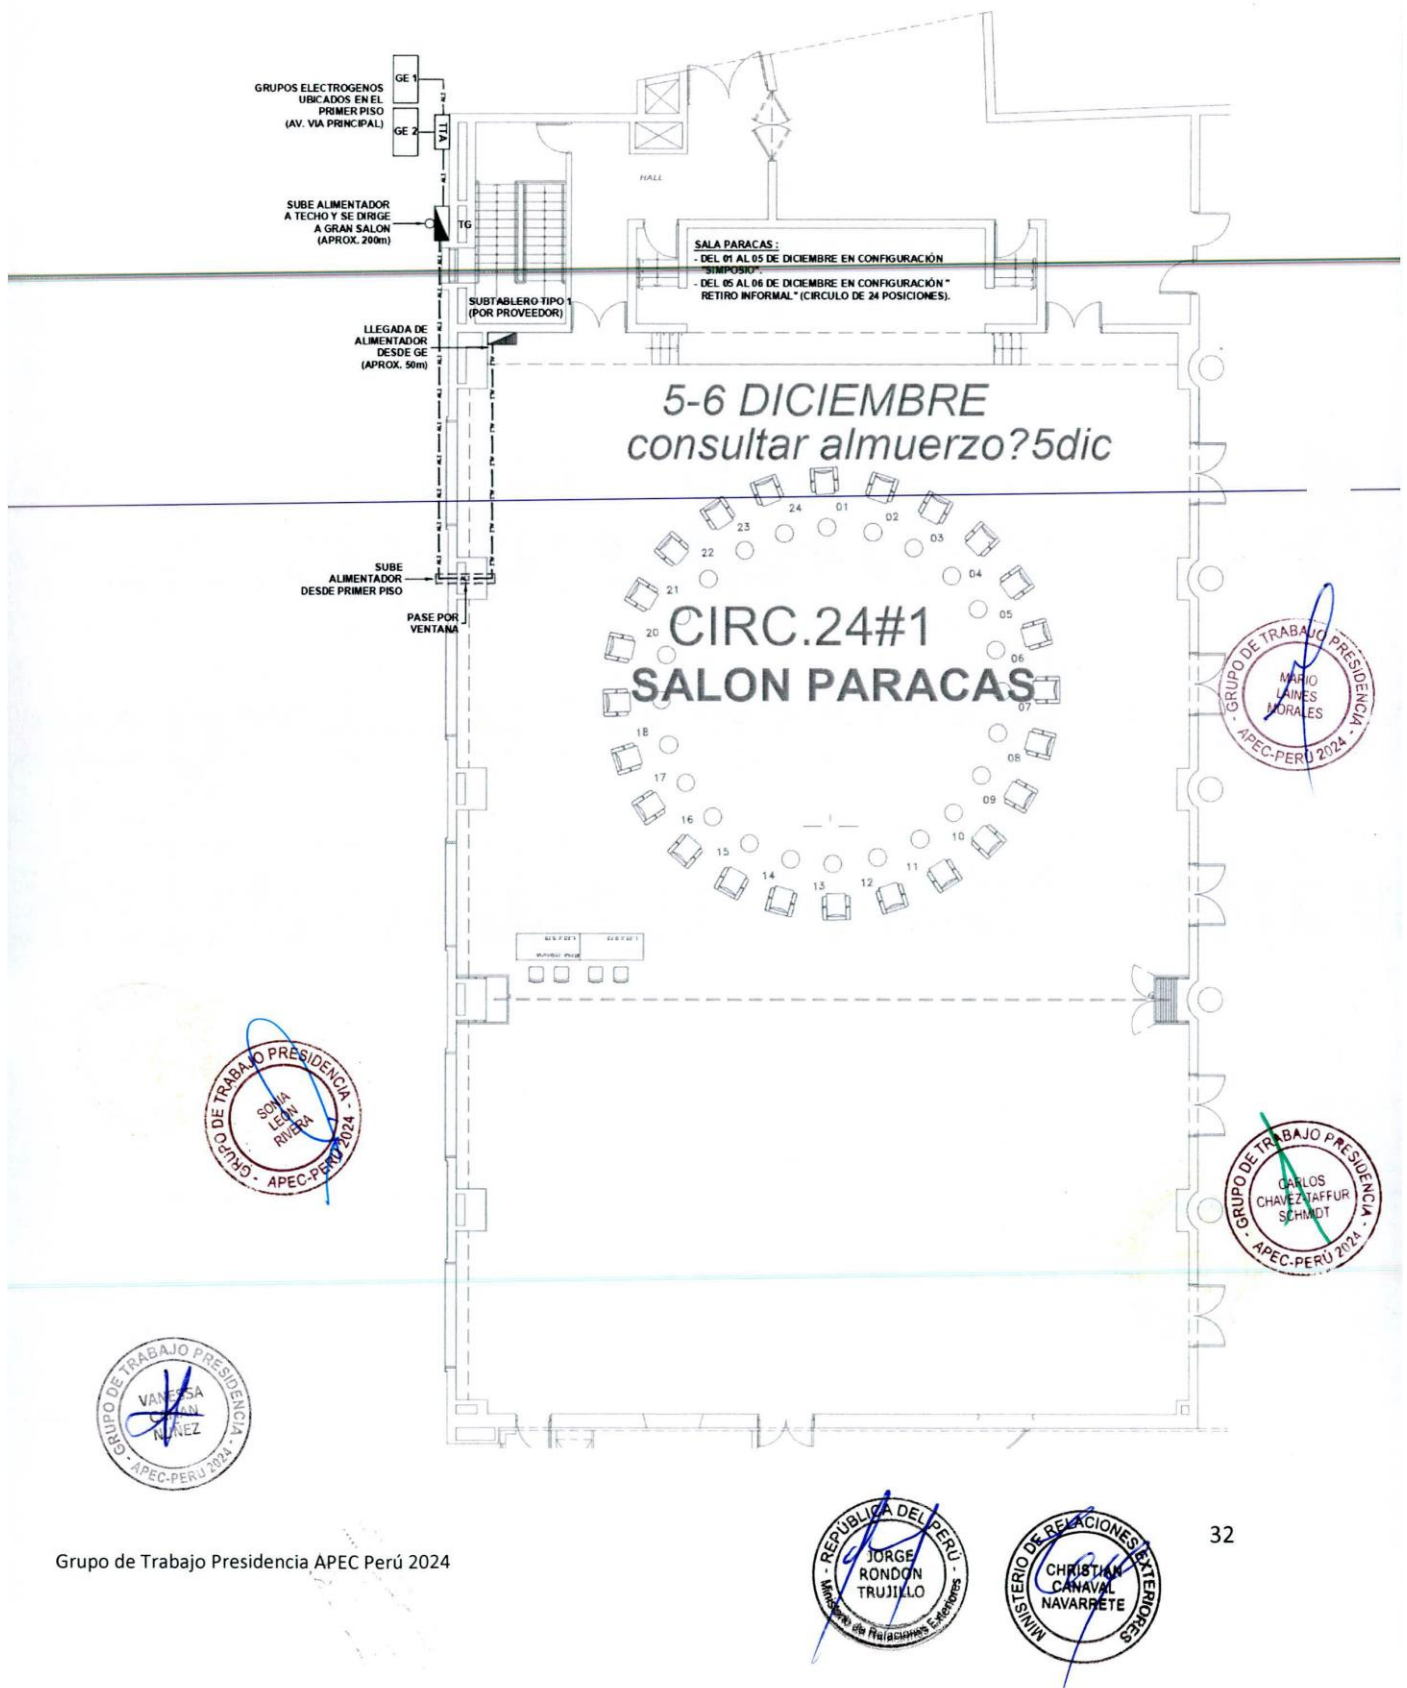 GE 1
GRUPOS ELECTROGENOS
UBICADOS EN EL
PRIMER PISO
(AV. VIA PRINCIPAL)
GE 2
TTA
HALL
SUBE ALIMENTADOR
A TECHO Y SE DIRIGE
A GRAN SALON
(APROX. 200m)
TG
SALA PARACAS :
- DEL 01 AL 05 DE DICIEMBRE EN CONFIGURACIÓN
"SIMPOSIO".
- DEL 05 AL 06 DE DICIEMBRE EN CONFIGURACIÓN "
RETIRO INFORMAL" (CIRCULO DE 24 POSICIONES).
SUBTABLERO TIPO 1
(POR PROVEEDOR)
LLEGADA DE
ALIMENTADOR
DESDE GE
(APROX. 50m)
5-6 DICIEMBRE
consultar almuerzo?5dic
24
01
02
23
03
22
04
SUBE
ALIMENTADOR
DESDE PRIMER PISO
21
05
PASE POR
VENTANA
20
CIRC.24#1
06
SALON PARACAS
07
18
08
17
09
16
10
15
11
14
13
12
GRUPO DE TRABAJO PRESIDENCIA - APEC-PERÚ 2024 -
MARIO
LAINES
MORALES
GRUPO DE TRABAJO PRESIDENCIA - APEC-PERÚ 2024 -
SONIA
LEÓN
RIVERA
GRUPO DE TRABAJO PRESIDENCIA - APEC-PERÚ 2024 -
CARLOS
CHAVEZ-TAFFUR
SCHMIDT
GRUPO DE TRABAJO PRESIDENCIA - APEC-PERÚ 2024 -
VANESSA
NUÑEZ
REPÚBLICA DEL PERÚ
JORGE
RONDON
TRUJILLO
Ministerio de Relaciones Exteriores
MINISTERIO DE RELACIONES EXTERIORES
CHRISTIAN
CANAVAL
NAVARRETE
32
Grupo de Trabajo Presidencia APEC Perú 2024